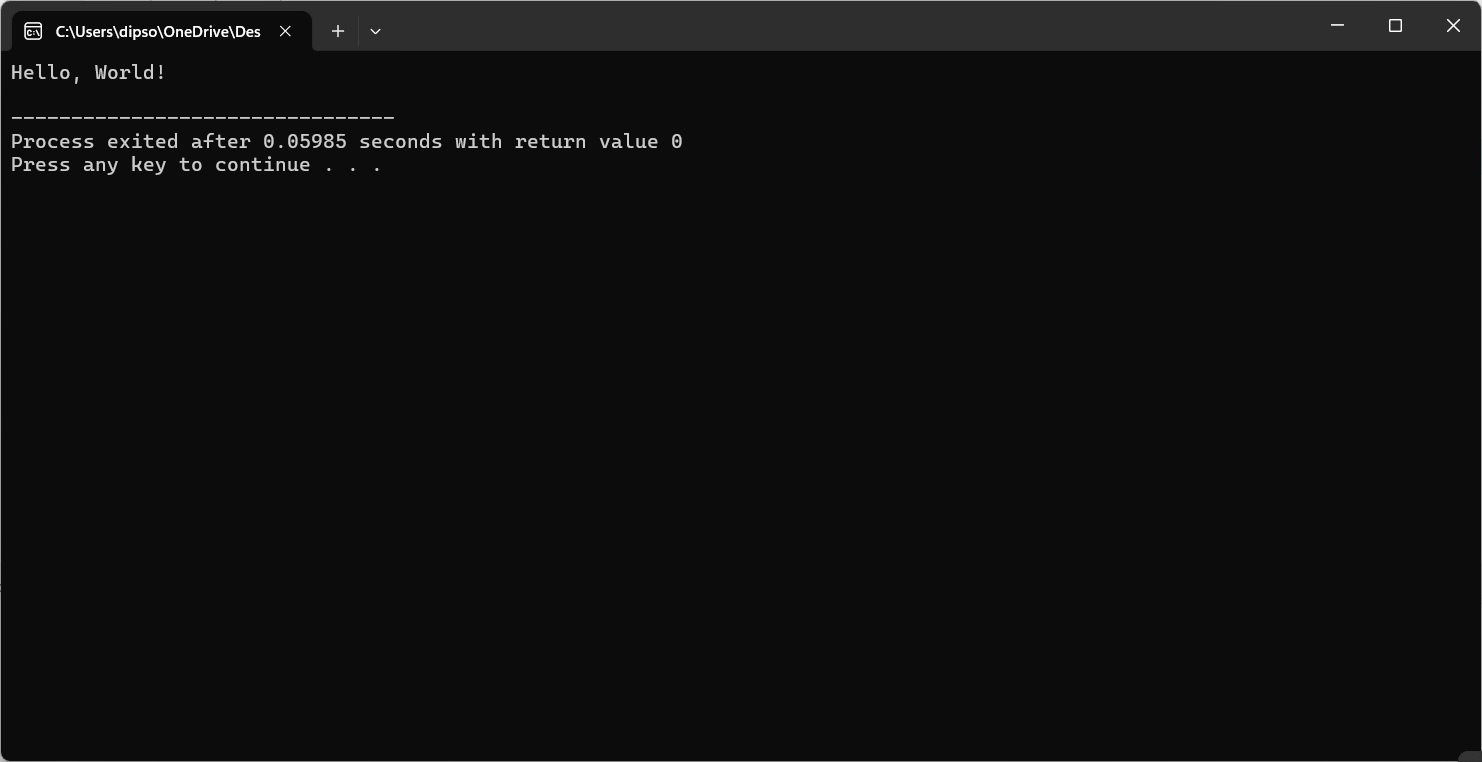 C:\Users\dipso\OneDrive\Des
Hello, World!
--------------------------------
Process exited after 0.05985 seconds with return value 0
Press any key to continue . . .